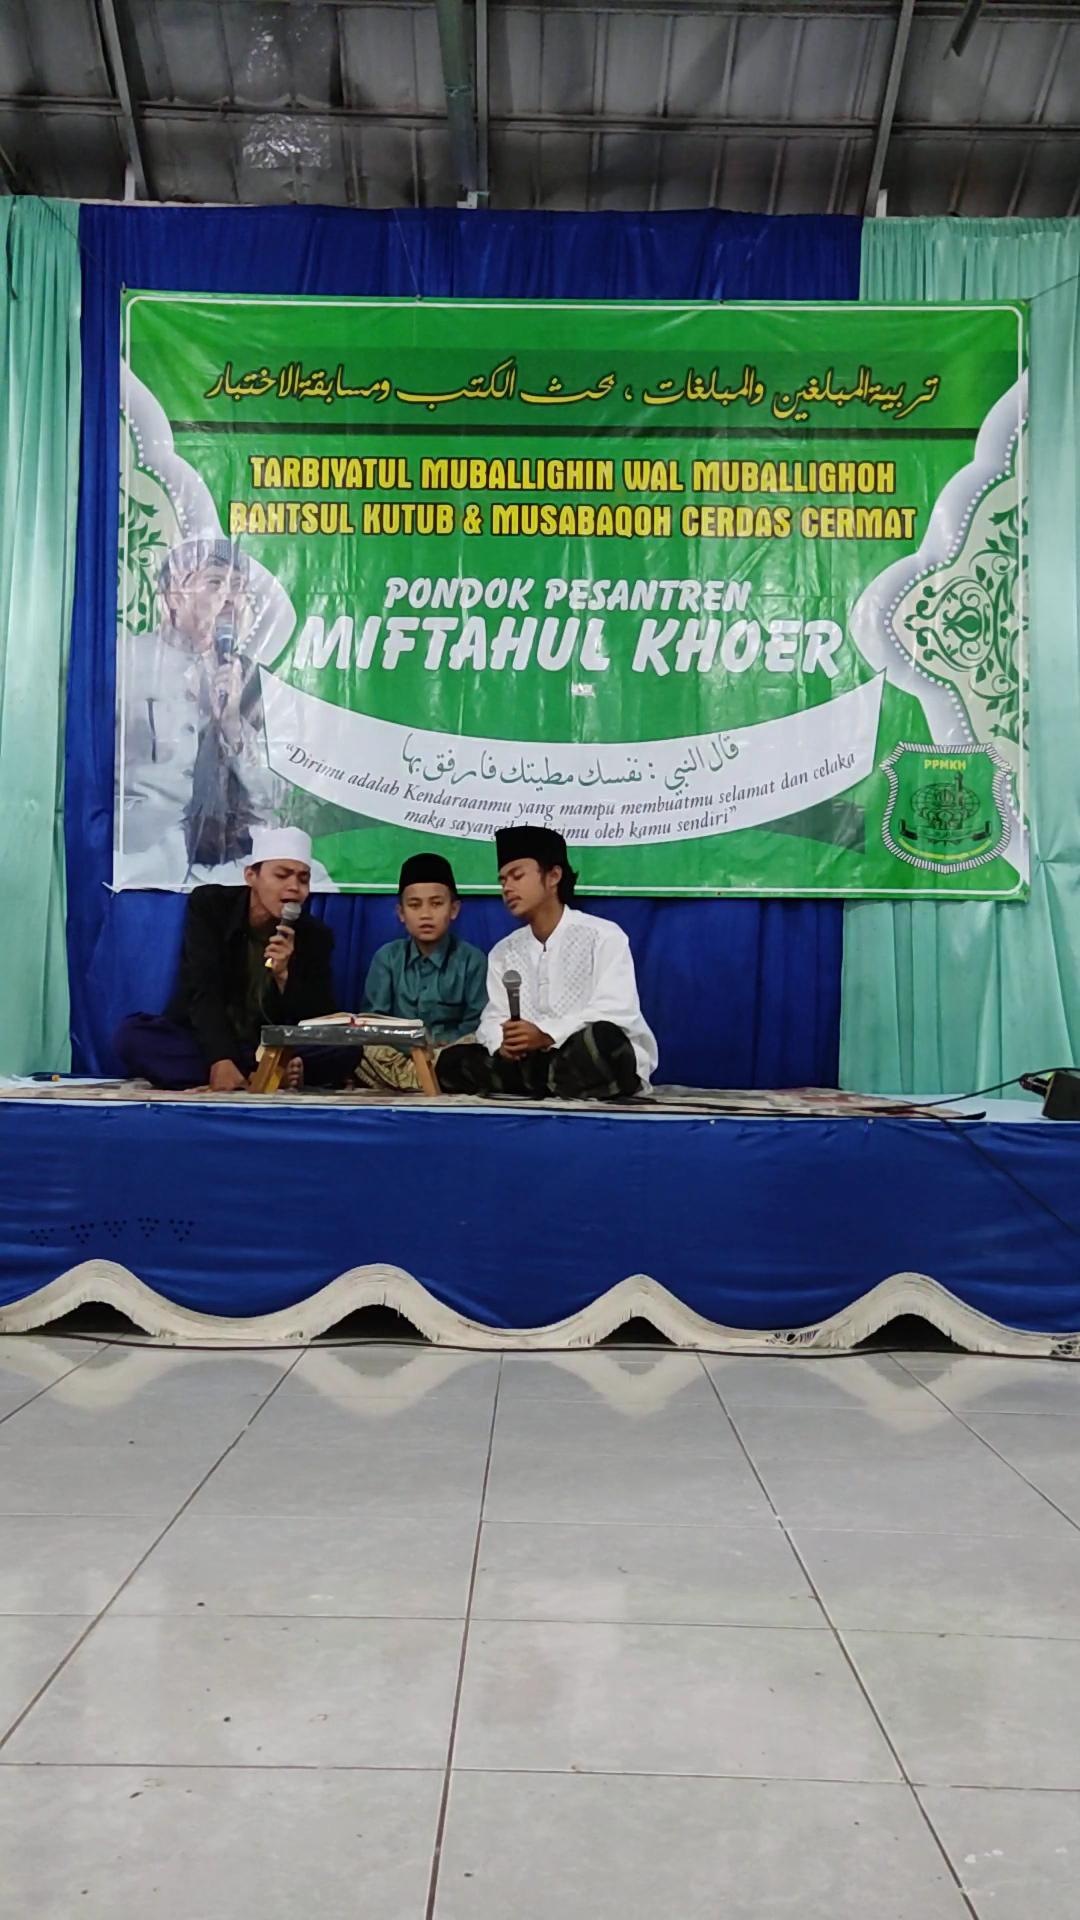 تربية المبلغين والمبلغات ، بحث الكتب ومسابقة الاختبار
TARBIYATUL MUBALLIGHIN WAL MUBALLIGHOH
BAHTSUL KUTUB & MUSABAQOH CERDAS CERMAT
PONDOK PESANTREN
MIFTAHUL KHOER
قال النبي : نفسك مطيتك فارفق بها
"Dirimu adalah Kendaraanmu yang mampu membuatmu selamat dan celaka
maka sayangilah dirimu oleh kamu sendiri"
PPMKH